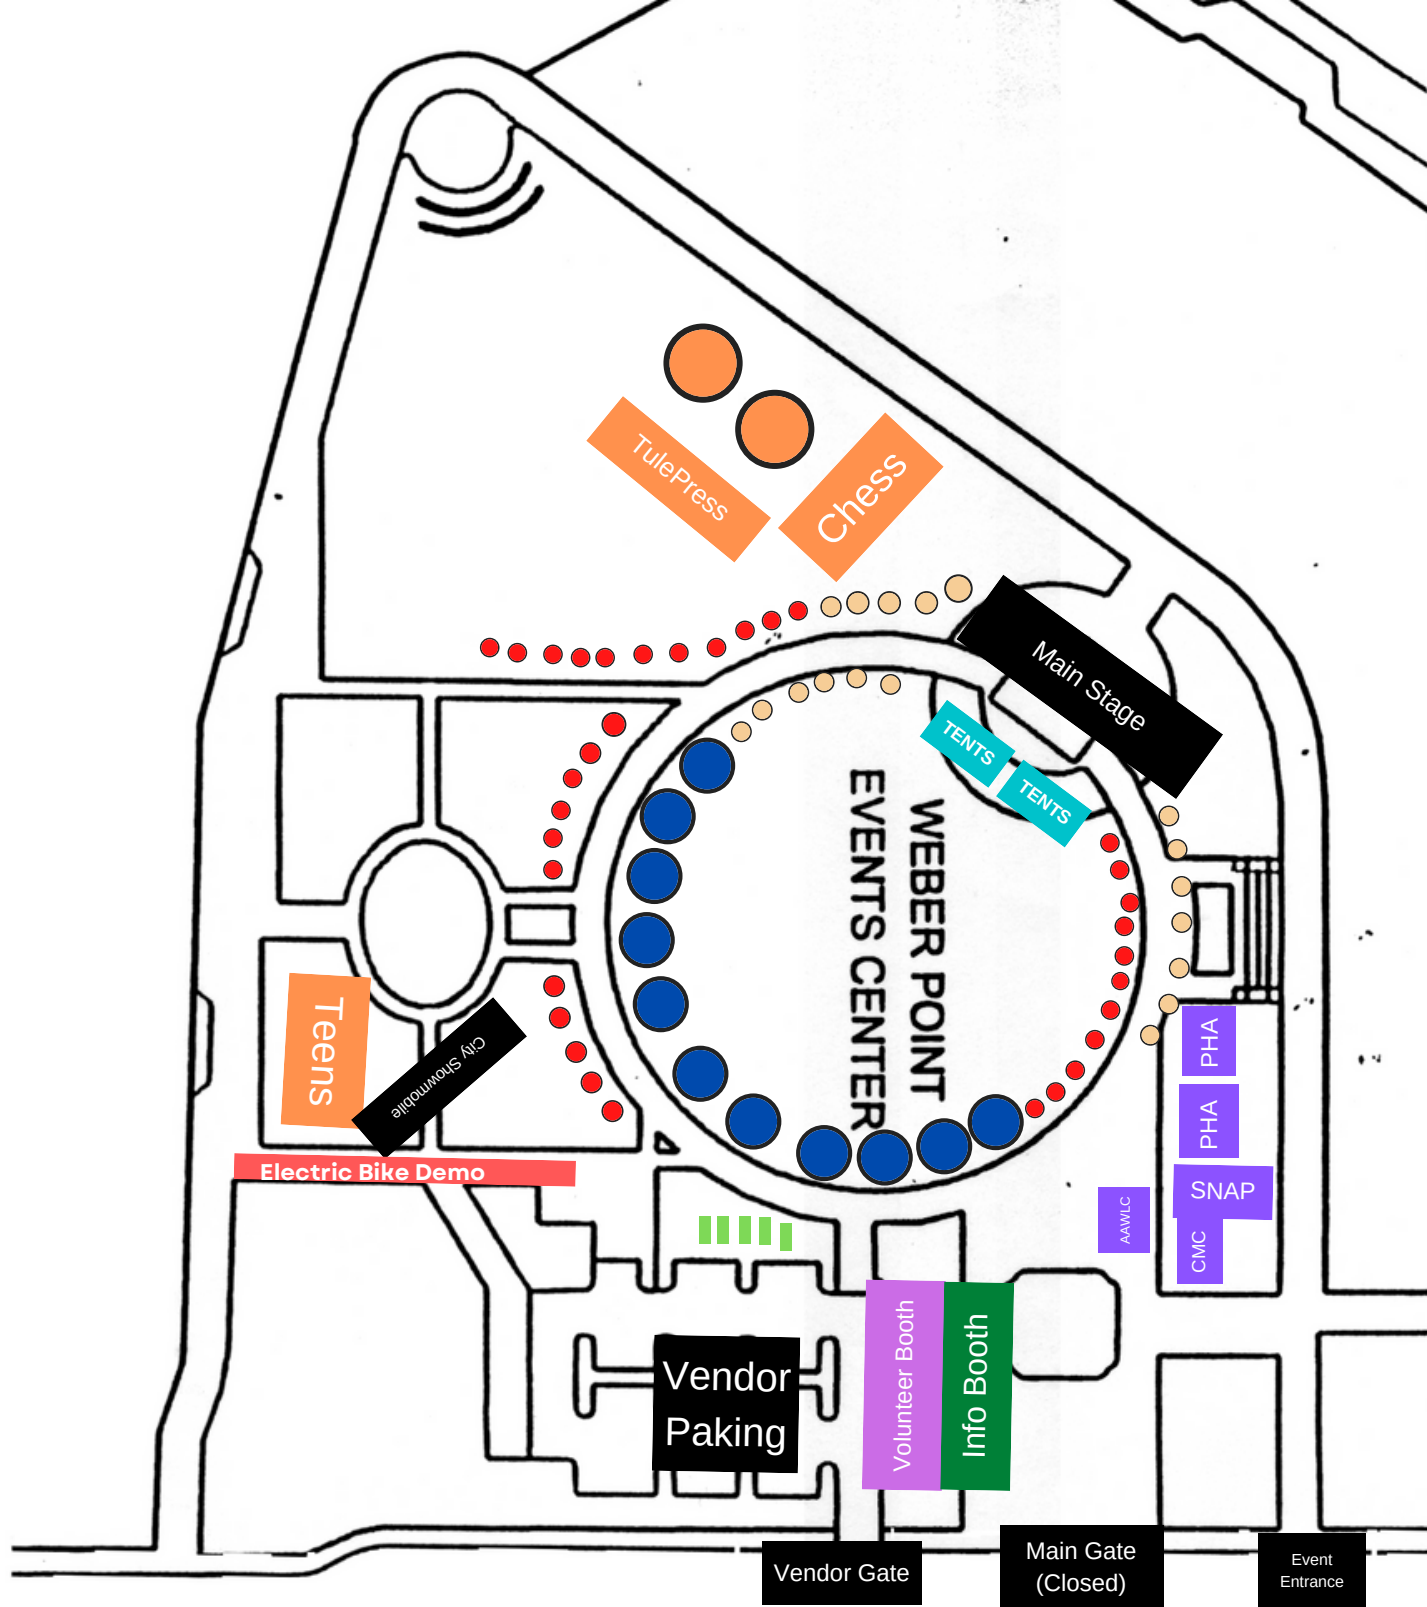 TulePress
Chess
Main Stage
TENTS
TENTS
WEBER POINT
EVENTS CENTER
Teens
City Showmobile
Electric Bike Demo
PHA
PHA
SNAP
AAWLC
CMC
Volunteer Booth
Info Booth
Vendor
Paking
Vendor Gate
Main Gate
(Closed)
Event
Entrance